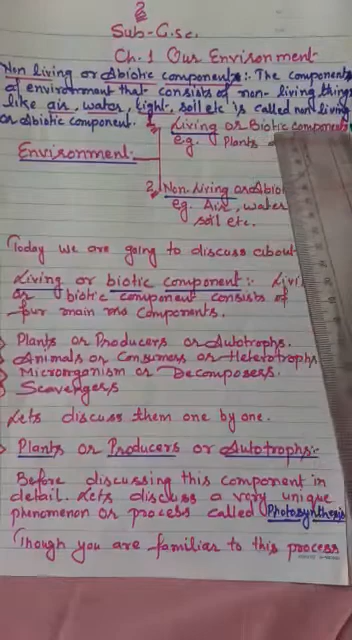 2
Sub- G.Sc.
Ch. 1 Our Environment
Non living or Abiotic component:- The components
of environment that consists of non-living things
like air, water, light, soil etc is called non living
or abiotic component.
1. Living or Biotic components
e.g. Plants
Environment
2. Non-living or Abio
eg. Air, water
soil etc.
Today we are going to discuss about
Living or biotic component:- Livi
or biotic component consists of
four main components.
Plants or Producers or Autotrophs.
Animals or Consumers or Heterotrophs
Microorganism or Decomposers.
Scavengers
Lets discuss them one by one.
Plants or Producers or Autotrophs:-
Before discussing this component in
detail. Lets discuss a very unique
phenomenon or process called Photosynthesis
Though you are familiar to this process